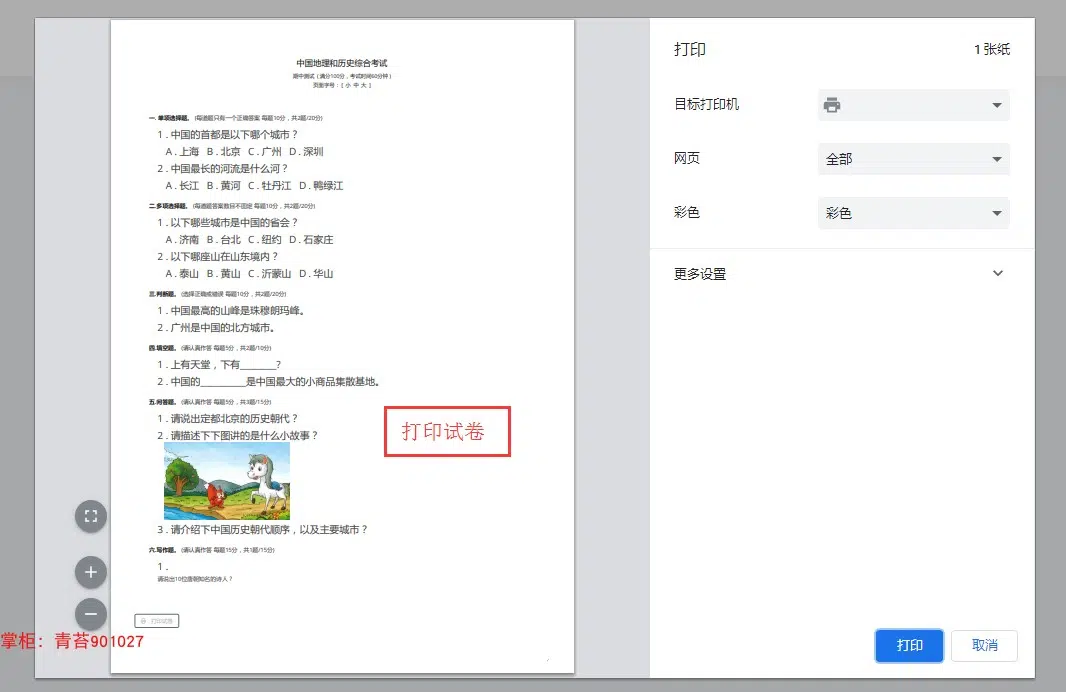 中国地理和历史综合考试
期中测试（满分100分，考试时间60分钟）
页面字号：【 小 中 大 】
一.单项选择题。（每道题只有一个正确答案 每题10分，共2题/20分）
1 . 中国的首都是以下哪个城市？
A . 上海 B . 北京 C . 广州 D . 深圳
2 . 中国最长的河流是什么河？
A . 长江 B . 黄河 C . 牡丹江 D . 鸭绿江
二.多项选择题。（每道题答案数目不固定 每题10分，共2题/20分）
1 . 以下哪些城市是中国的省会？
A . 济南 B . 台北 C . 纽约 D . 石家庄
2 . 以下哪座山在山东境内？
A . 泰山 B . 黄山 C . 沂蒙山 D . 华山
三.判断题。（选择正确或错误 每题10分，共2题/20分）
1 . 中国最高的山峰是珠穆朗玛峰。
2 . 广州是中国的北方城市。
四.填空题。（请认真作答 每题5分，共2题/10分）
1 . 上有天堂，下有_______?
2 . 中国的_________是中国最大的小商品集散基地。
五.问答题。（请认真作答 每题5分，共3题/15分）
1 . 请说出定都北京的历史朝代？
2 . 请描述下下图讲的是什么小故事？
3 . 请介绍下中国历史朝代顺序，以及主要城市？
六.写作题。（请认真作答 每题15分，共1题/15分）
1 .
请说出10位唐朝知名的诗人？
打印试卷
打印试卷
掌柜：青苔901027
打印 1 张纸
目标打印机
网页 全部
彩色 彩色
更多设置
打印 取消